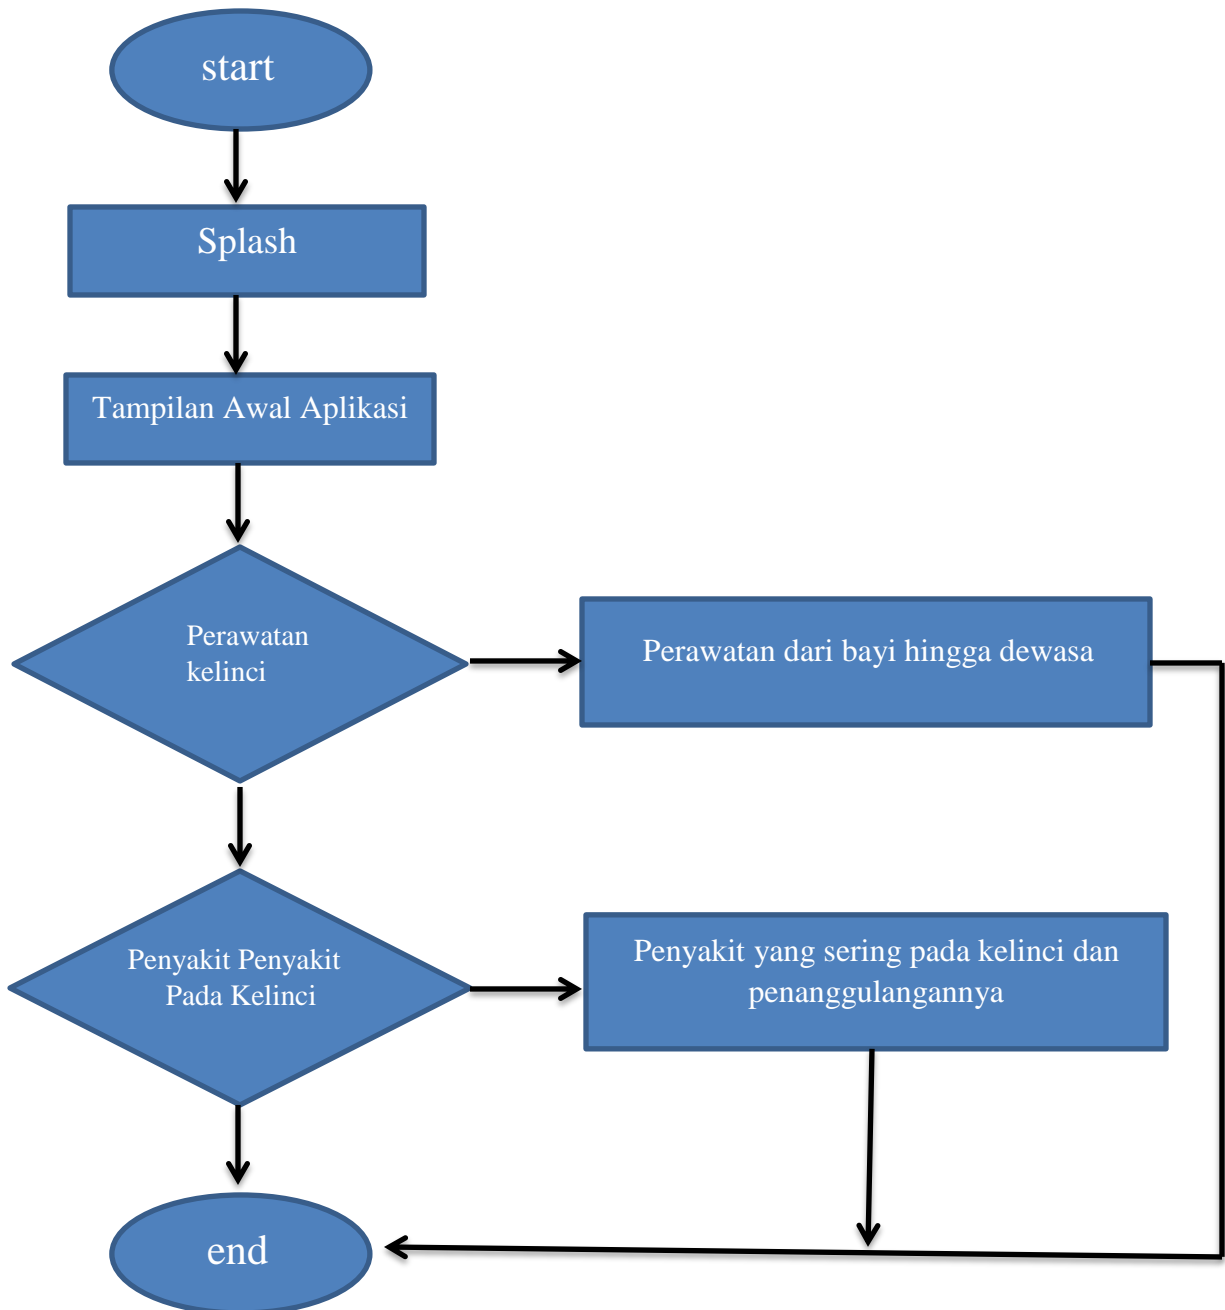 start
Splash
Tampilan Awal Aplikasi
Perawatan
kelinci
Perawatan dari bayi hingga dewasa
Penyakit Penyakit
Pada Kelinci
Penyakit yang sering pada kelinci dan
penanggulangannya
end